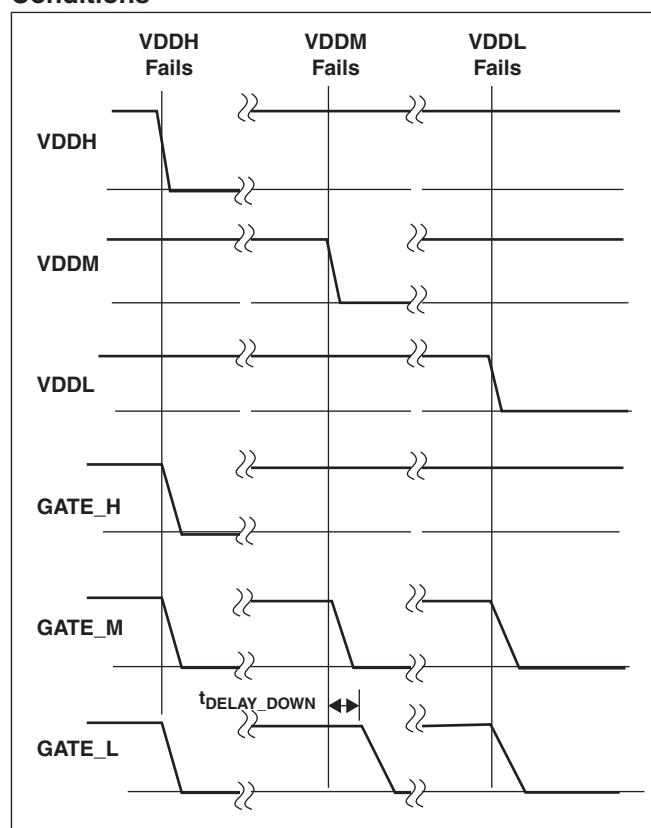 Conditions
VDDH Fails
VDDM Fails
VDDL Fails
VDDH
VDDM
VDDL
GATE_H
GATE_M
tDELAY_DOWN
GATE_L